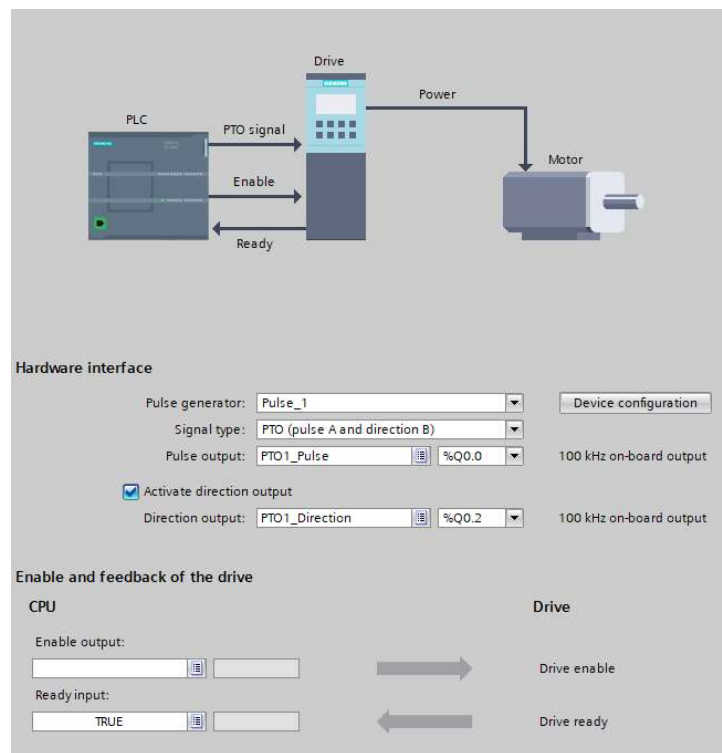 Drive
SIEMENS
Power
PLC
PTO signal
SIEMENS
Motor
Enable
Ready
Hardware interface
Pulse generator: Pulse_1 Device configuration
Signal type: PTO (pulse A and direction B)
Pulse output: PTO1_Pulse %Q0.0 100 kHz on-board output
Activate direction output
Direction output: PTO1_Direction %Q0.2 100 kHz on-board output
Enable and feedback of the drive
CPU Drive
Enable output:
Drive enable
Ready input:
TRUE Drive ready